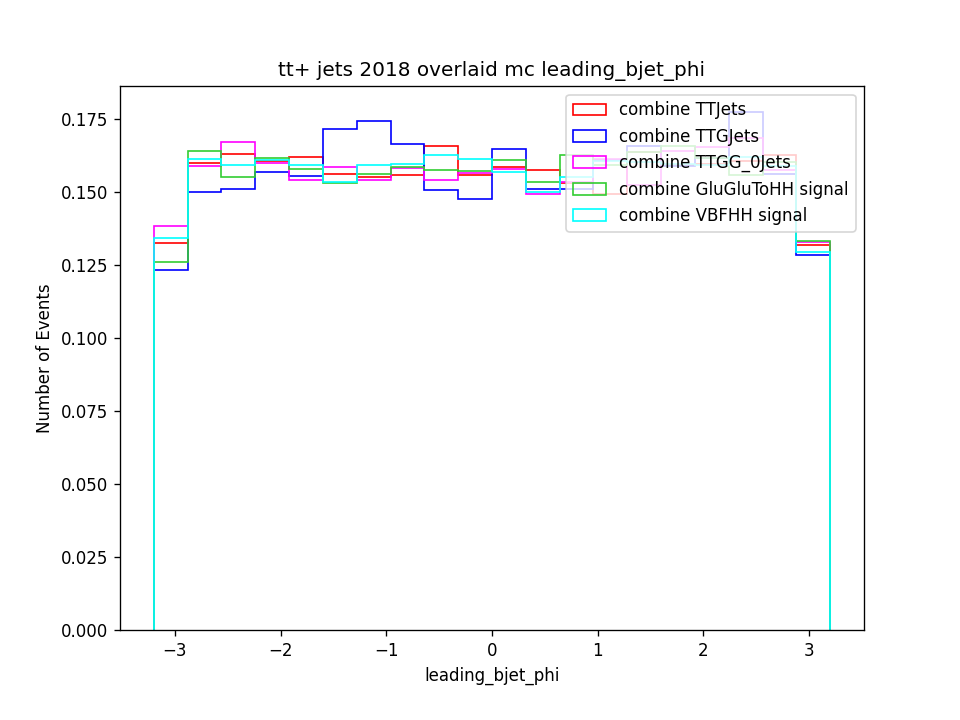 tt+ jets 2018 overlaid mc leading_bjet_phi
combine TTJets
combine TTGJets
combine TTGG_0Jets
combine GluGluToHH signal
combine VBFHH signal
0.175
0.150
0.125
0.100
0.075
0.050
0.025
0.000
Number of Events
−3 −2 −1 0 1 2 3
leading_bjet_phi